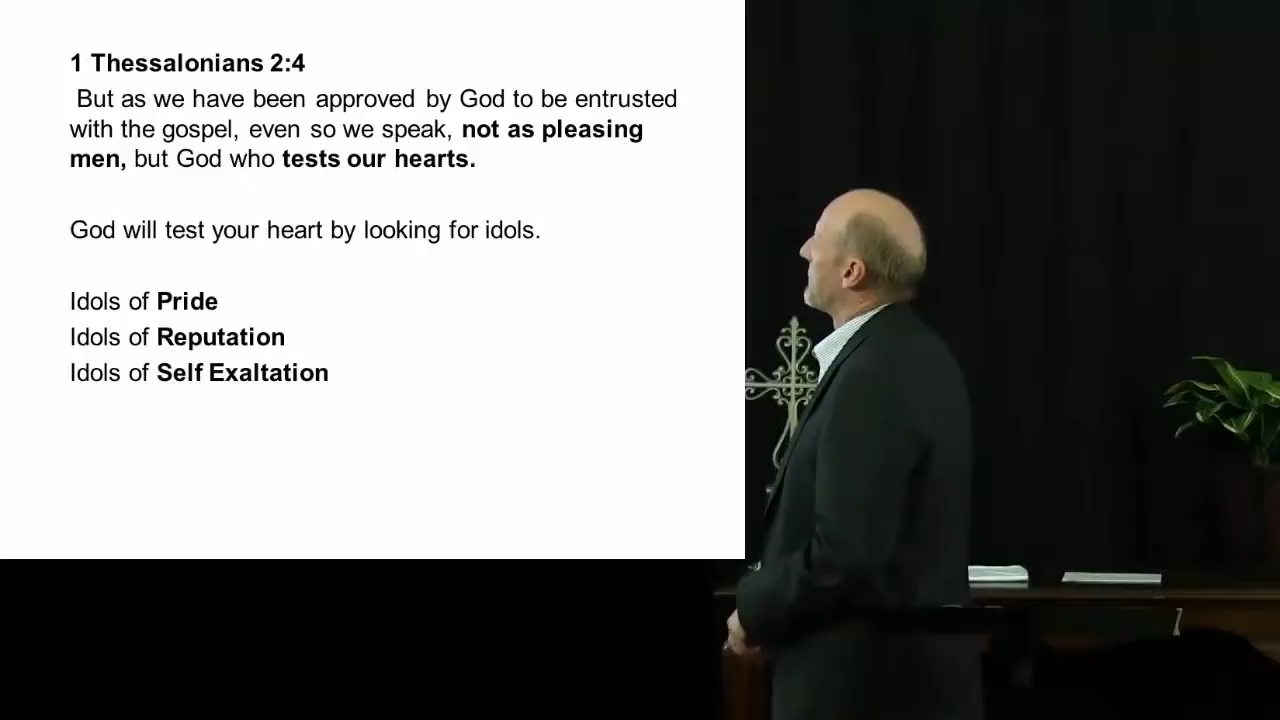 1 Thessalonians 2:4
But as we have been approved by God to be entrusted
with the gospel, even so we speak, not as pleasing
men, but God who tests our hearts.
God will test your heart by looking for idols.
Idols of Pride
Idols of Reputation
Idols of Self Exaltation